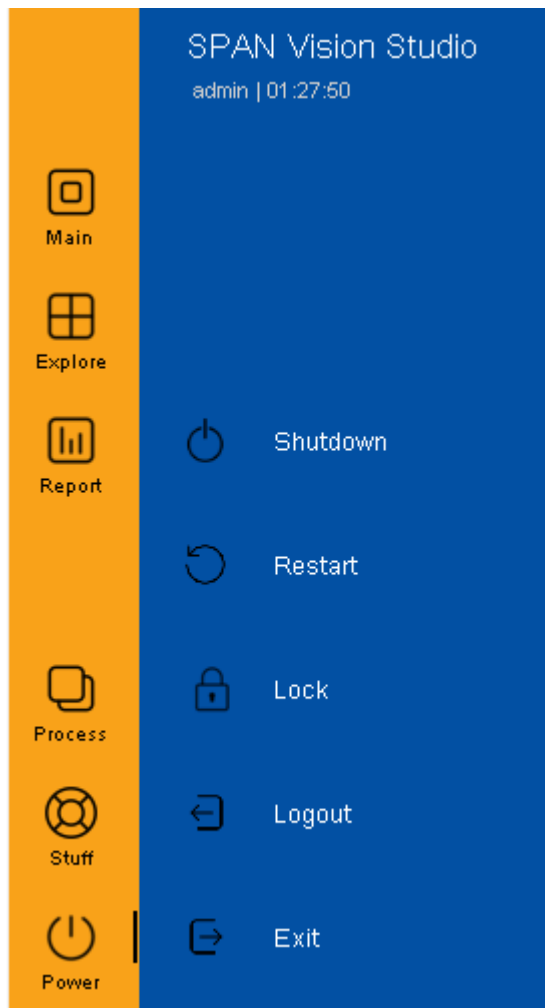 SPAN Vision Studio
admin | 01:27:50
Main
Explore
Report
Process
Stuff
Power
Shutdown
Restart
Lock
Logout
Exit